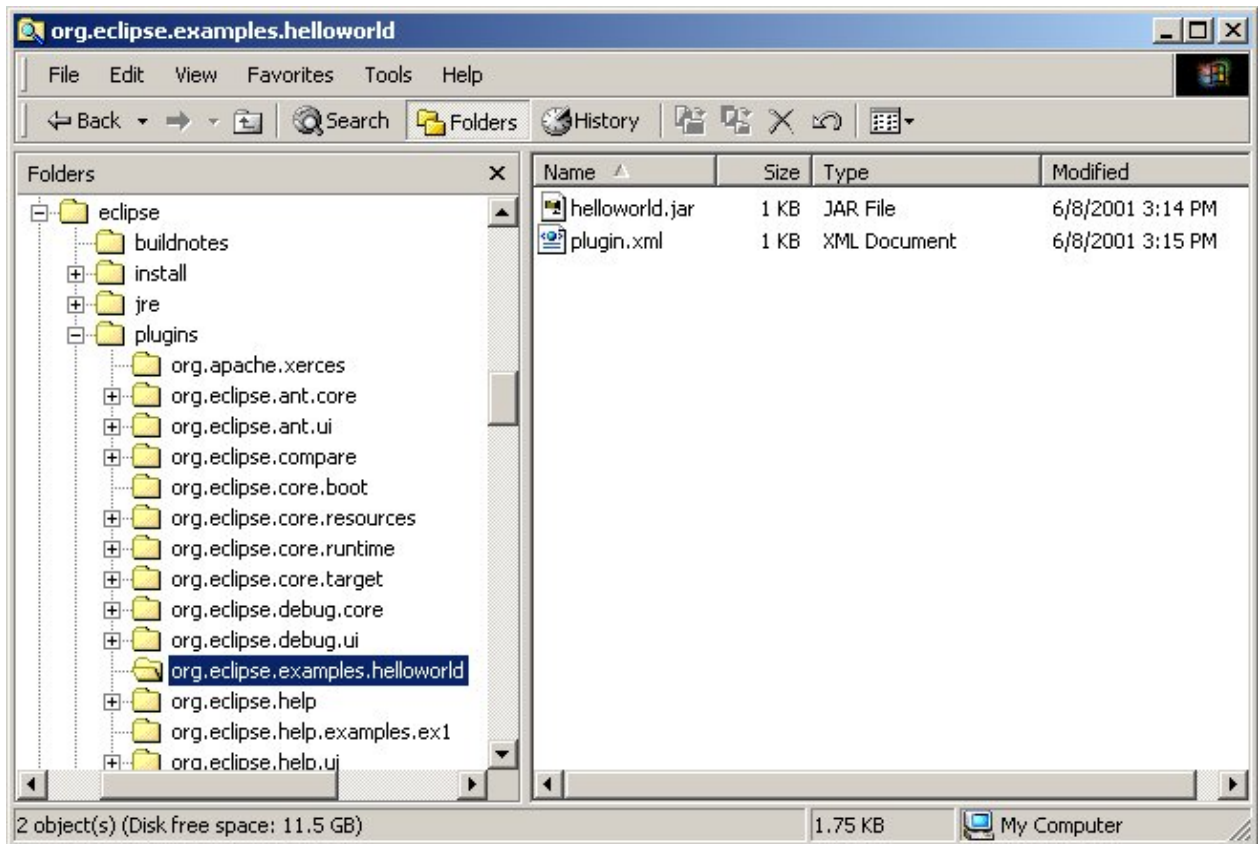 org.eclipse.examples.helloworld
File Edit View Favorites Tools Help
Back Search Folders History
Folders
eclipse
buildnotes
install
jre
plugins
org.apache.xerces
org.eclipse.ant.core
org.eclipse.ant.ui
org.eclipse.compare
org.eclipse.core.boot
org.eclipse.core.resources
org.eclipse.core.runtime
org.eclipse.core.target
org.eclipse.debug.core
org.eclipse.debug.ui
org.eclipse.examples.helloworld
org.eclipse.help
org.eclipse.help.examples.ex1
org.eclipse.help.ui
Name Size Type Modified
helloworld.jar 1 KB JAR File 6/8/2001 3:14 PM
plugin.xml 1 KB XML Document 6/8/2001 3:15 PM
2 object(s) (Disk free space: 11.5 GB) 1.75 KB My Computer